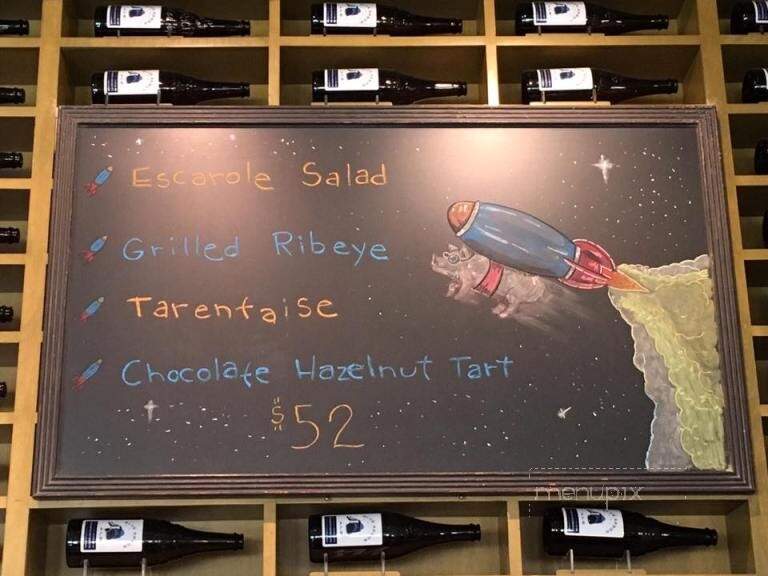 Escarole Salad
Grilled Ribeye
Tarentaise
Chocolate Hazelnut Tart
$52
menupix